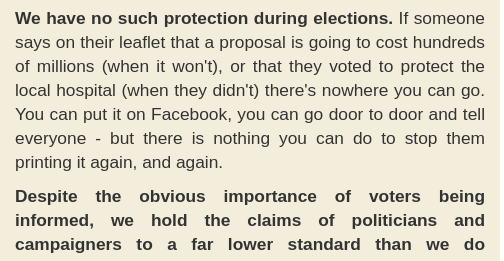 We have no such protection during elections. If someone
says on their leaflet that a proposal is going to cost hundreds
of millions (when it won't), or that they voted to protect the
local hospital (when they didn't) there's nowhere you can go.
You can put it on Facebook, you can go door to door and tell
everyone - but there is nothing you can do to stop them
printing it again, and again.
Despite the obvious importance of voters being
informed, we hold the claims of politicians and
campaigners to a far lower standard than we do